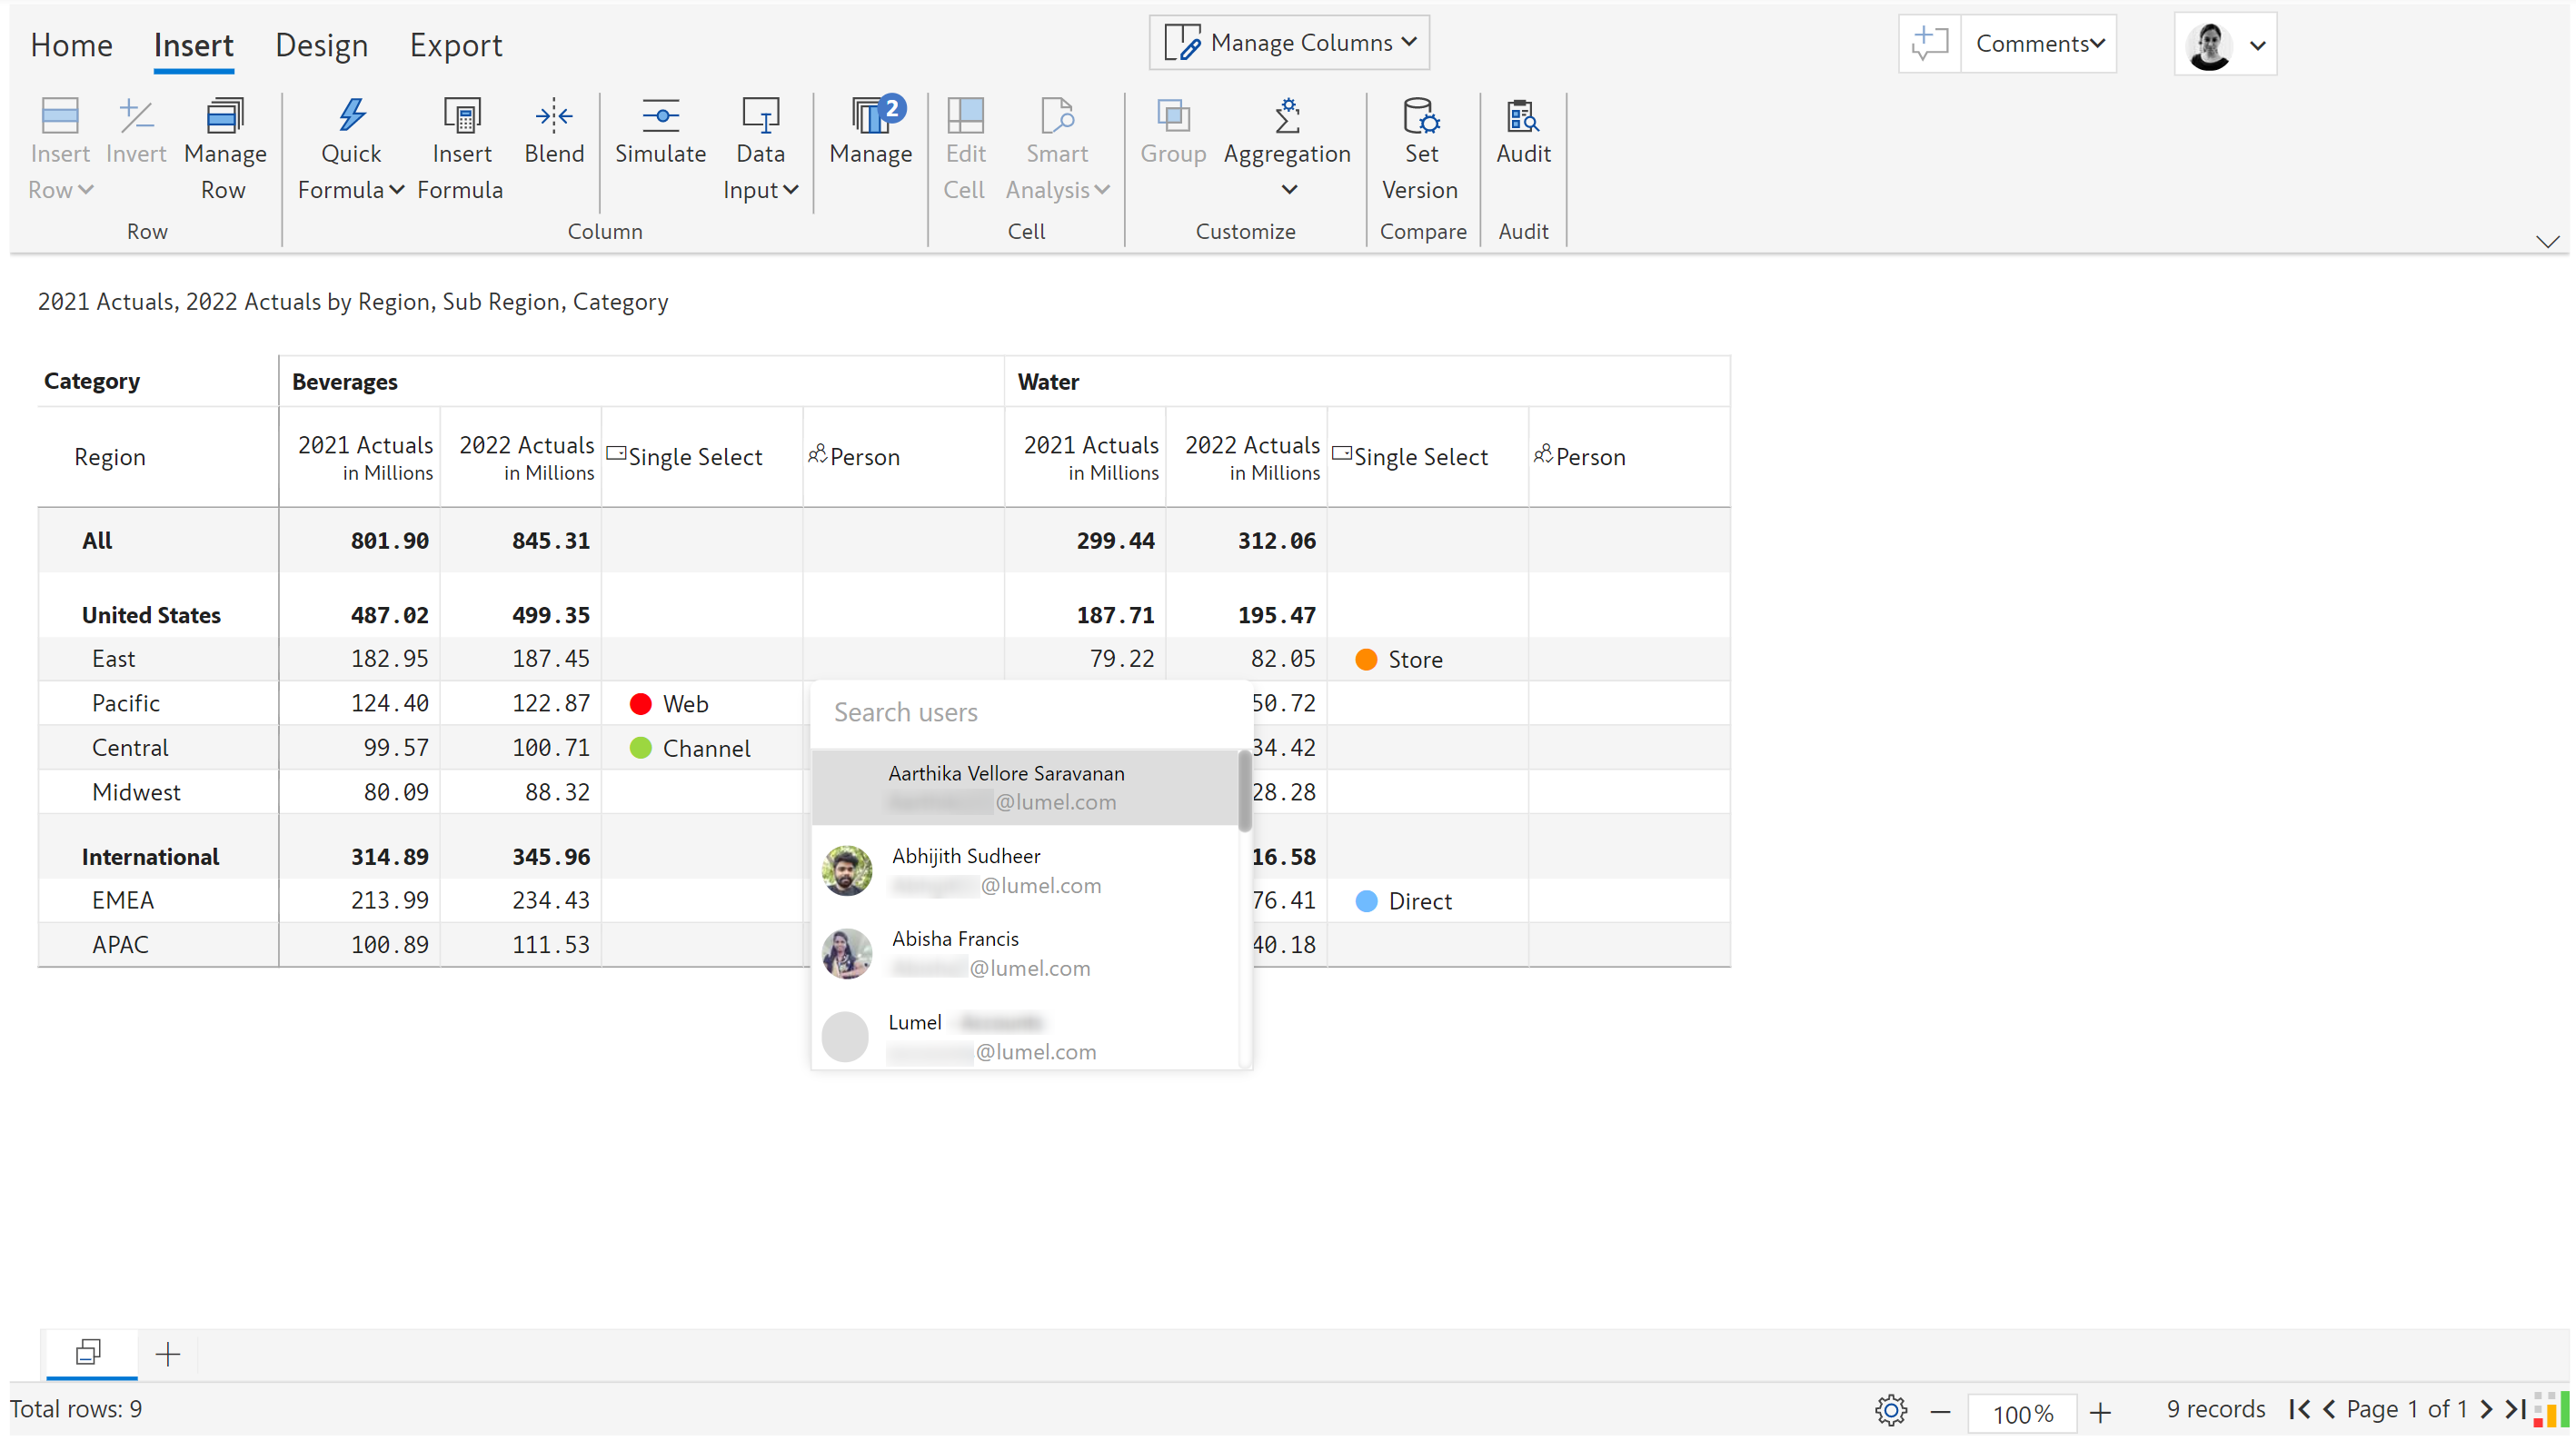 Home Insert Design Export Manage Columns Comments
Insert Row Invert Manage Row Quick Formula Insert Formula Blend Simulate Data Input Manage 2 Edit Cell Smart Analysis Group Aggregation Set Version Audit
Row Column Cell Customize Compare Audit
2021 Actuals, 2022 Actuals by Region, Sub Region, Category
Category Beverages Water
Region 2021 Actuals in Millions 2022 Actuals in Millions Single Select Person 2021 Actuals in Millions 2022 Actuals in Millions Single Select Person
All 801.90 845.31 299.44 312.06
United States 487.02 499.35 187.71 195.47
East 182.95 187.45 79.22 82.05 Store
Pacific 124.40 122.87 Web 50.72
Central 99.57 100.71 Channel 34.42
Midwest 80.09 88.32 28.28
International 314.89 345.96 16.58
EMEA 213.99 234.43 76.41 Direct
APAC 100.89 111.53 40.18
Search users
Aarthika Vellore Saravanan
@lumel.com
Abhijith Sudheer
@lumel.com
Abisha Francis
@lumel.com
Lumel
@lumel.com
Total rows: 9 100% 9 records Page 1 of 1